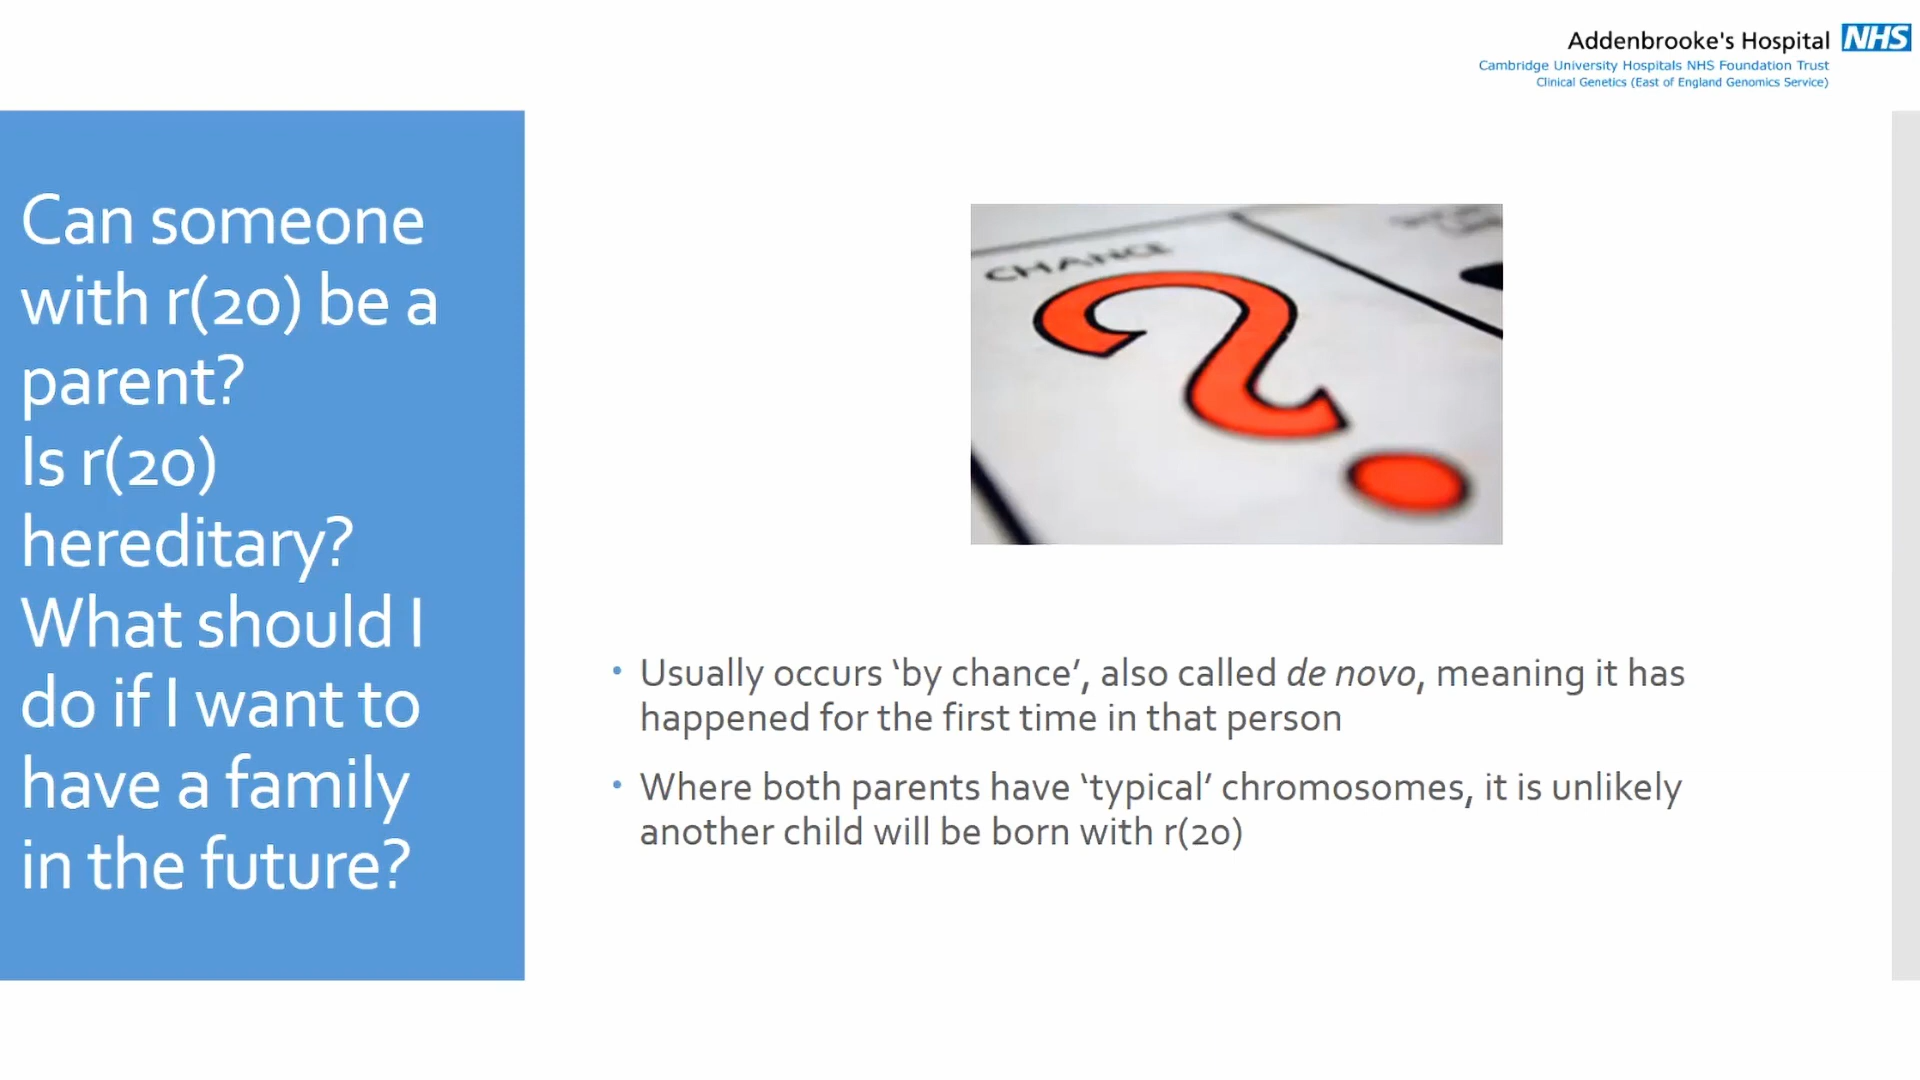 Addenbrooke's Hospital NHS
Cambridge University Hospitals NHS Foundation Trust
Clinical Genetics (East of England Genomics Service)
Can someone
with r(20) be a
parent?
Is r(20)
hereditary?
What should I
do if I want to
have a family
in the future?
CHANCE
?
• Usually occurs ‘by chance’, also called de novo, meaning it has
happened for the first time in that person
• Where both parents have ‘typical’ chromosomes, it is unlikely
another child will be born with r(20)